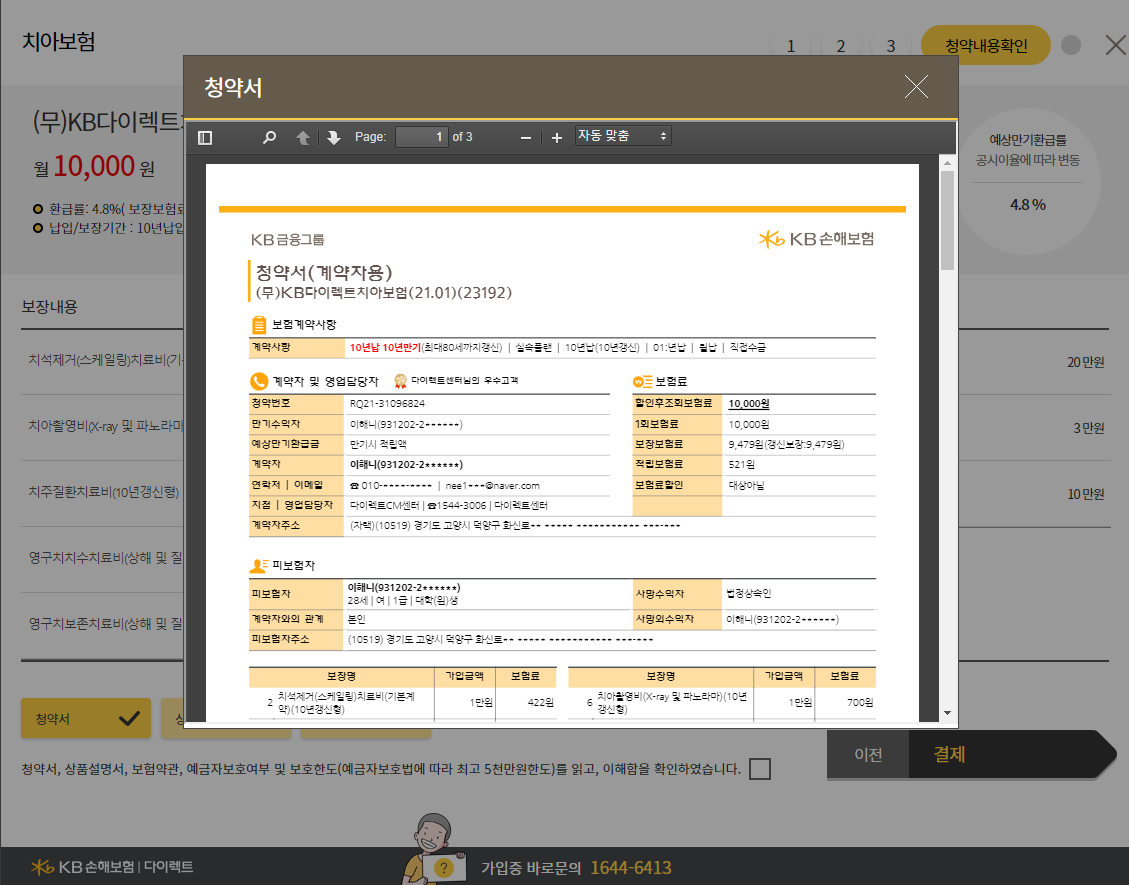 치아보험
1 2 3 청약내용확인
(무)KB다이렉트
월 10,000 원
환급률: 4.8%( 보장보험료
납입/보장기간 : 10년납입
예상만기환급률
공시이율에 따라 변동
4.8 %
보장내용
치석제거(스케일링)치료비(기
20 만원
치아촬영비(X-ray 및 파노라마
3 만원
치주질환치료비(10년갱신형)
10 만원
영구치치수치료비(상해 및 질
영구치보존치료비(상해 및 질
청약서
청약서
Page: 1 of 3
자동 맞춤
KB금융그룹
KB손해보험
청약서(계약자용)
(무)KB다이렉트치아보험(21.01)(23192)
보험계약사항
계약사항 10년납 10년만기(최대80세까지갱신) | 실속플랜 | 10년납(10년갱신) | 01:년납 | 월납 | 직접수금
계약자 및 영업담당자 다이렉트센터님의 우수고객
청약번호 RQ21-31096824
만기수익자 이해니(931202-2******)
예상만기환급금 만기시 적립액
계약자 이해니(931202-2******)
연락처 | 이메일 ☎ 010-****-**** | nee1***@naver.com
지점 | 영업담당자 다이렉트CM센터 | ☎1544-3006 | 다이렉트센터
계약자주소 (자택)(10519) 경기도 고양시 덕양구 화신로** ***** *********** ***-***
보험료
할인후조회보험료 10,000원
1회보험료 10,000원
보장보험료 9,479원(갱신보장:9,479원)
적립보험료 521원
보험료할인 대상아님
피보험자
피보험자 이해니(931202-2******)
28세 | 여 | 1급 | 대학(원)생
사망수익자 법정상속인
계약자와의 관계 본인
사망외수익자 이해니(931202-2******)
피보험자주소 (10519) 경기도 고양시 덕양구 화신로** ***** *********** ***-***
보장명 가입금액 보험료 보장명 가입금액 보험료
2 치석제거(스케일링)치료비(기본계
약)(10년갱신형) 1만원 422원
6 치아촬영비(X-ray 및 파노라마)(10년
갱신형) 1만원 700원
청약서, 상품설명서, 보험약관, 예금자보호여부 및 보호한도(예금자보호법에 따라 최고 5천만원한도)를 읽고, 이해함을 확인하였습니다.
이전 결제
KB손해보험 | 다이렉트
?
가입중 바로문의 1644-6413